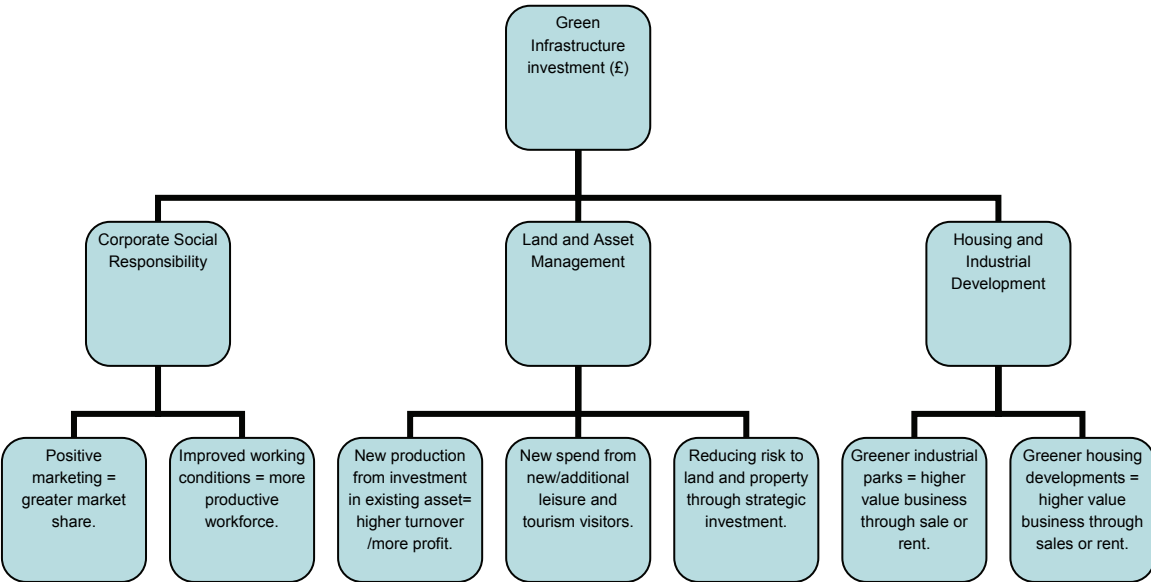 Green
Infrastructure
investment (£)
Corporate Social
Responsibility
Land and Asset
Management
Housing and
Industrial
Development
Positive
marketing =
greater market
share.
Improved working
conditions = more
productive
workforce.
New production
from investment
in existing asset=
higher turnover
/more profit.
New spend from
new/additional
leisure and
tourism visitors.
Reducing risk to
land and property
through strategic
investment.
Greener industrial
parks = higher
value business
through sale or
rent.
Greener housing
developments =
higher value
business through
sales or rent.